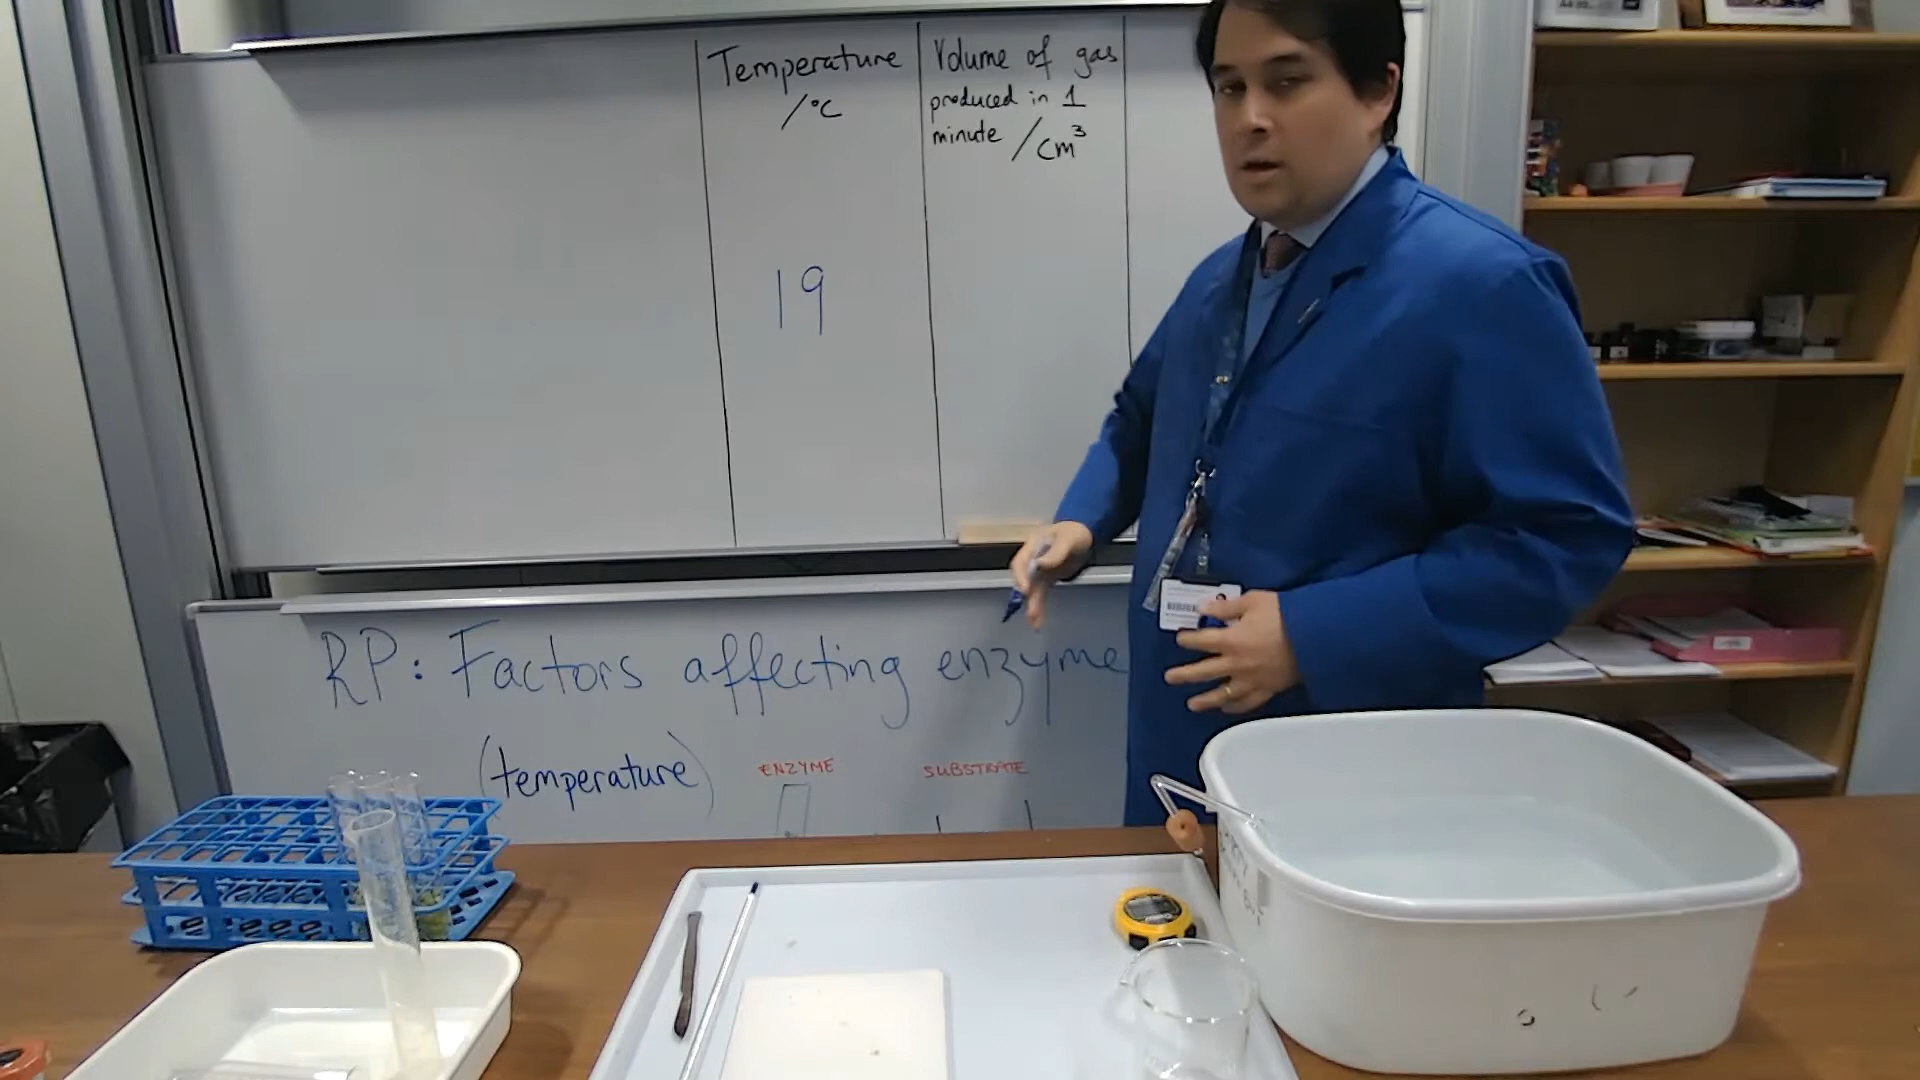 Temperature
/°C
Volume of gas
produced in 1
minute /cm³
19
RP: Factors affecting enzyme
(temperature)
ENZYME
SUBSTRATE